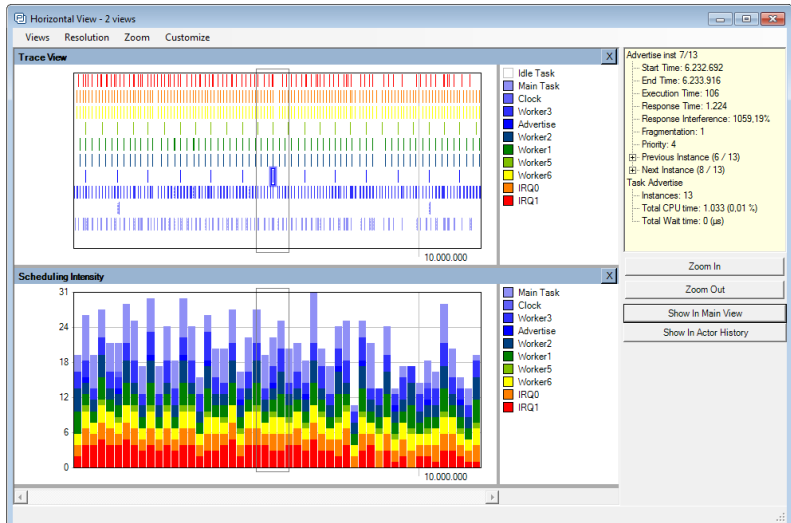 Horizontal View - 2 views
Views Resolution Zoom Customize
Trace View X
Idle Task
Main Task
Clock
Worker3
Advertise
Worker2
Worker1
Worker5
Worker6
IRQ0
IRQ1
10.000.000
Scheduling Intensity X
31
24
18
12
6
0
10.000.000
Main Task
Clock
Worker3
Advertise
Worker2
Worker1
Worker5
Worker6
IRQ0
IRQ1
Advertise inst 7/13
Start Time: 6.232.692
End Time: 6.233.916
Execution Time: 106
Response Time: 1.224
Response Interference: 1059,19%
Fragmentation: 1
Priority: 4
Previous Instance (6 / 13)
Next Instance (8 / 13)
Task Advertise
Instances: 13
Total CPU time: 1.033 (0,01 %)
Total Wait time: 0 (µs)
Zoom In
Zoom Out
Show In Main View
Show In Actor History